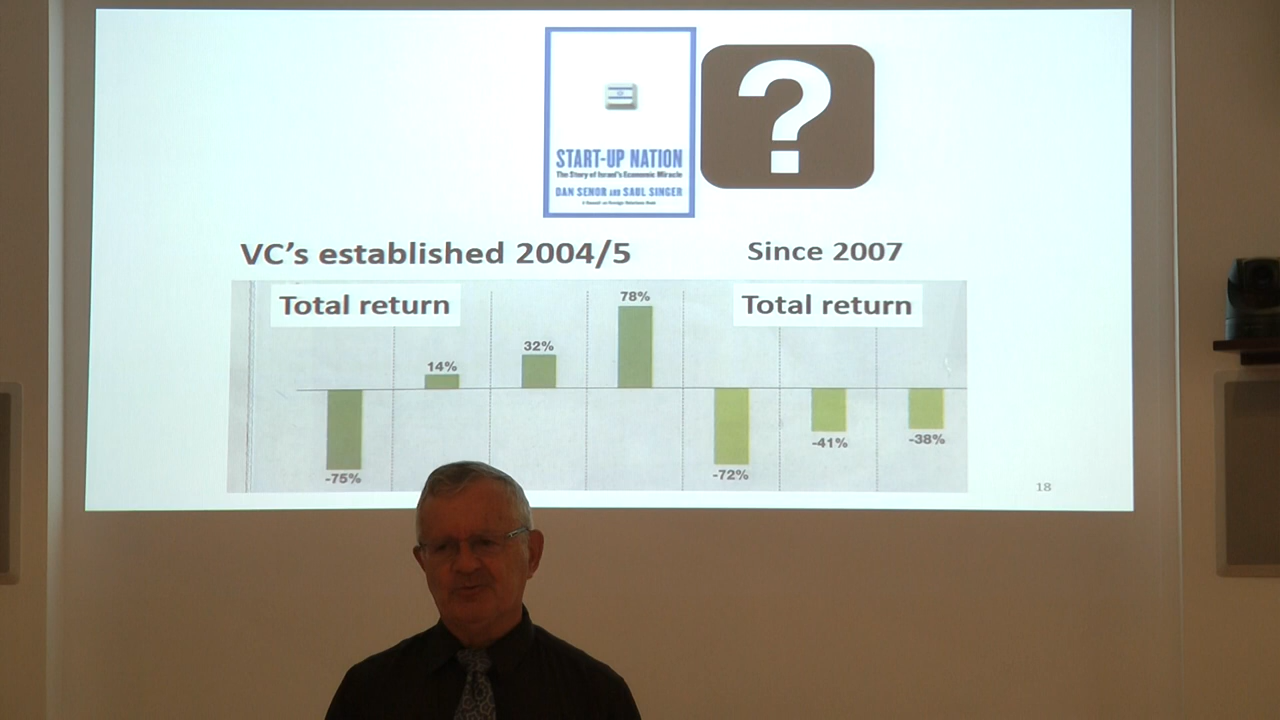 START-UP NATION
The Story of Israel's Economic Miracle
DAN SENOR AND SAUL SINGER
?
VC's established 2004/5
Since 2007
Total return
Total return
78%
32%
14%
-75%
-72%
-41%
-38%
18